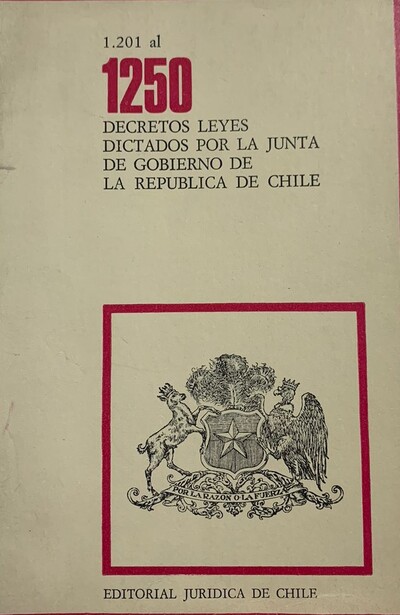 1.201 al
1250
DECRETOS LEYES
DICTADOS POR LA JUNTA
DE GOBIERNO DE
LA REPUBLICA DE CHILE
POR LA RAZÓN O LA FUERZA
EDITORIAL JURIDICA DE CHILE